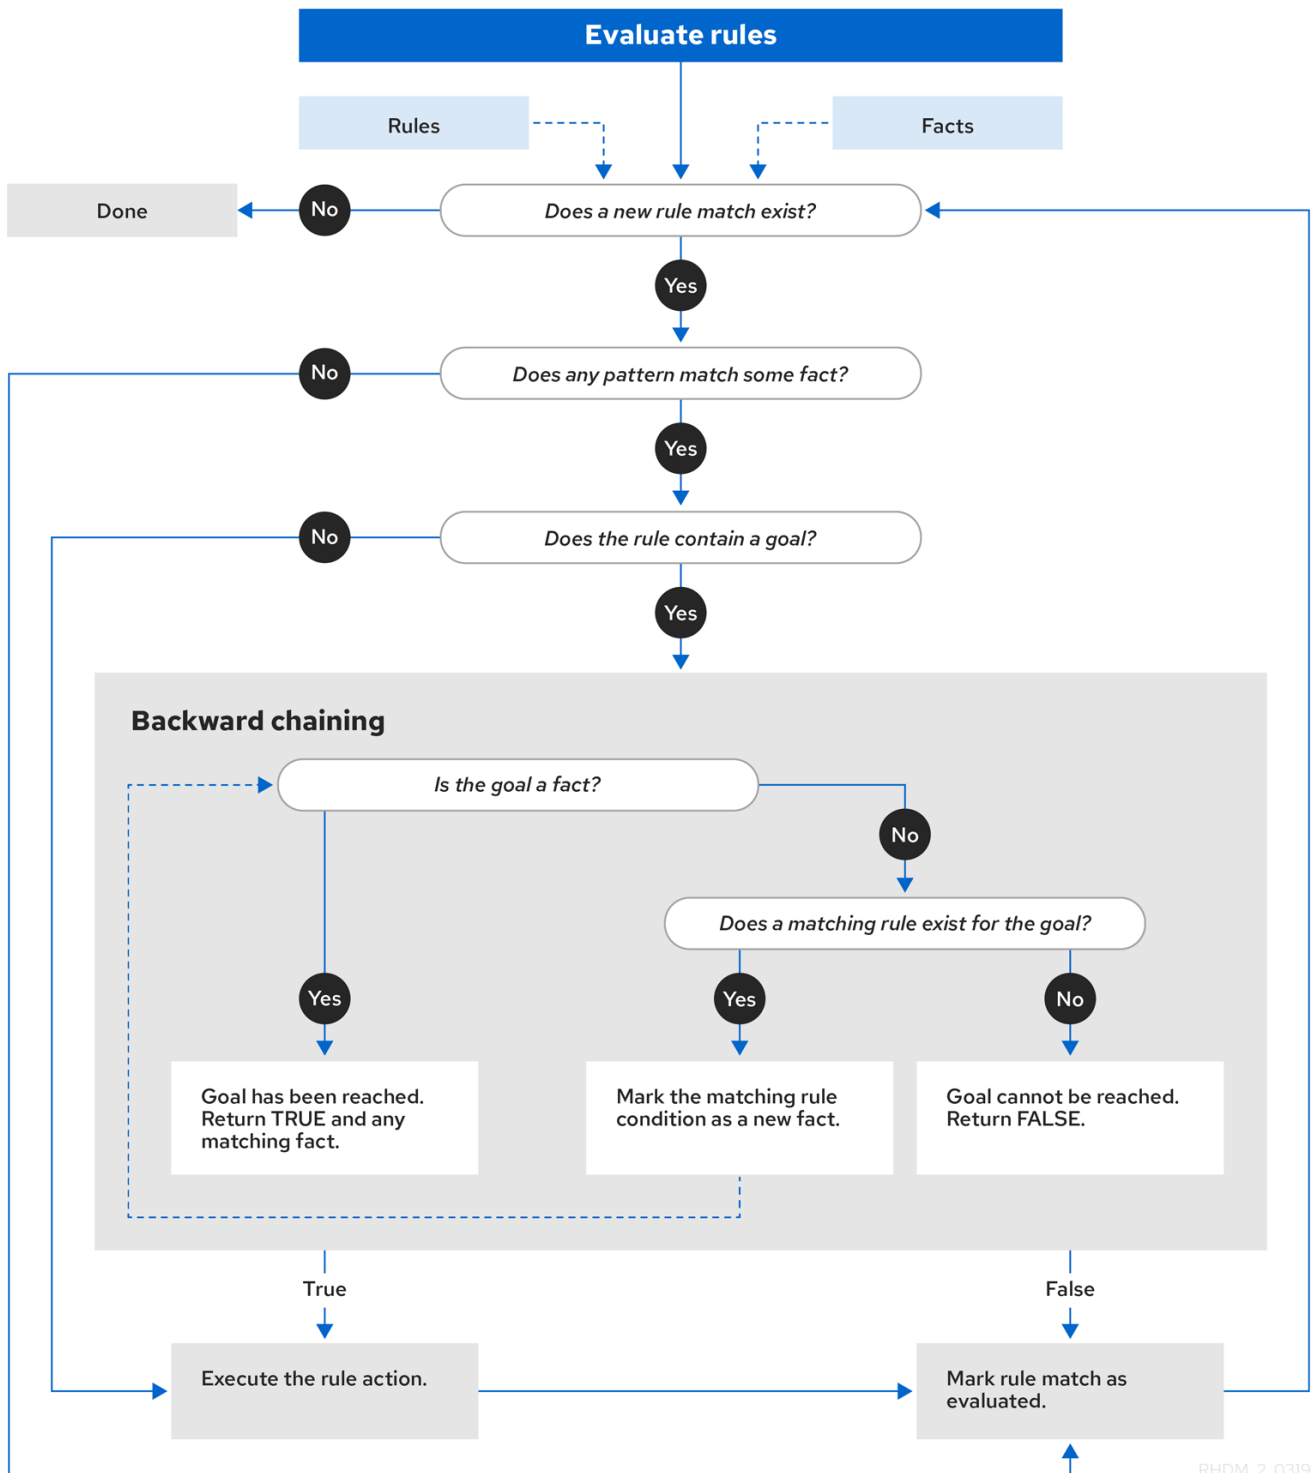 Evaluate rules
Rules
Facts
Done
No
Does a new rule match exist?
Yes
No
Does any pattern match some fact?
Yes
No
Does the rule contain a goal?
Yes
Backward chaining
Is the goal a fact?
No
Does a matching rule exist for the goal?
Yes
Yes
No
Goal has been reached.
Return TRUE and any
matching fact.
Mark the matching rule
condition as a new fact.
Goal cannot be reached.
Return FALSE.
True
False
Execute the rule action.
Mark rule match as
evaluated.
RHDM_2_0319